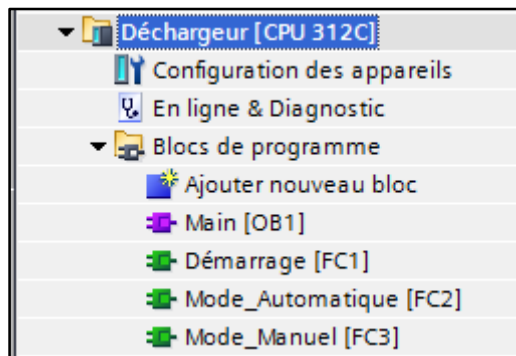 Déchargeur [CPU 312C]
Configuration des appareils
En ligne & Diagnostic
Blocs de programme
Ajouter nouveau bloc
Main [OB1]
Démarrage [FC1]
Mode_Automatique [FC2]
Mode_Manuel [FC3]